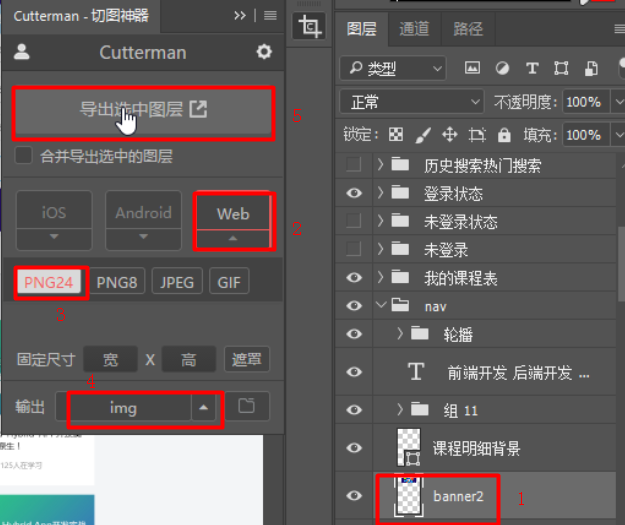 Cutterman - 切图神器
Cutterman
导出选中图层
5
合并导出选中的图层
iOS
Android
Web
2
PNG24
PNG8
JPEG
GIF
3
固定尺寸
宽
X
高
遮罩
4
输出
img
原生！
125人在学习
图层
通道
路径
类型
正常
不透明度：
100%
锁定：
填充：
100%
历史搜索热门搜索
登录状态
未登录状态
未登录
我的课程表
nav
轮播
T
前端开发 后端开发 ...
组 11
课程明细背景
banner2
1